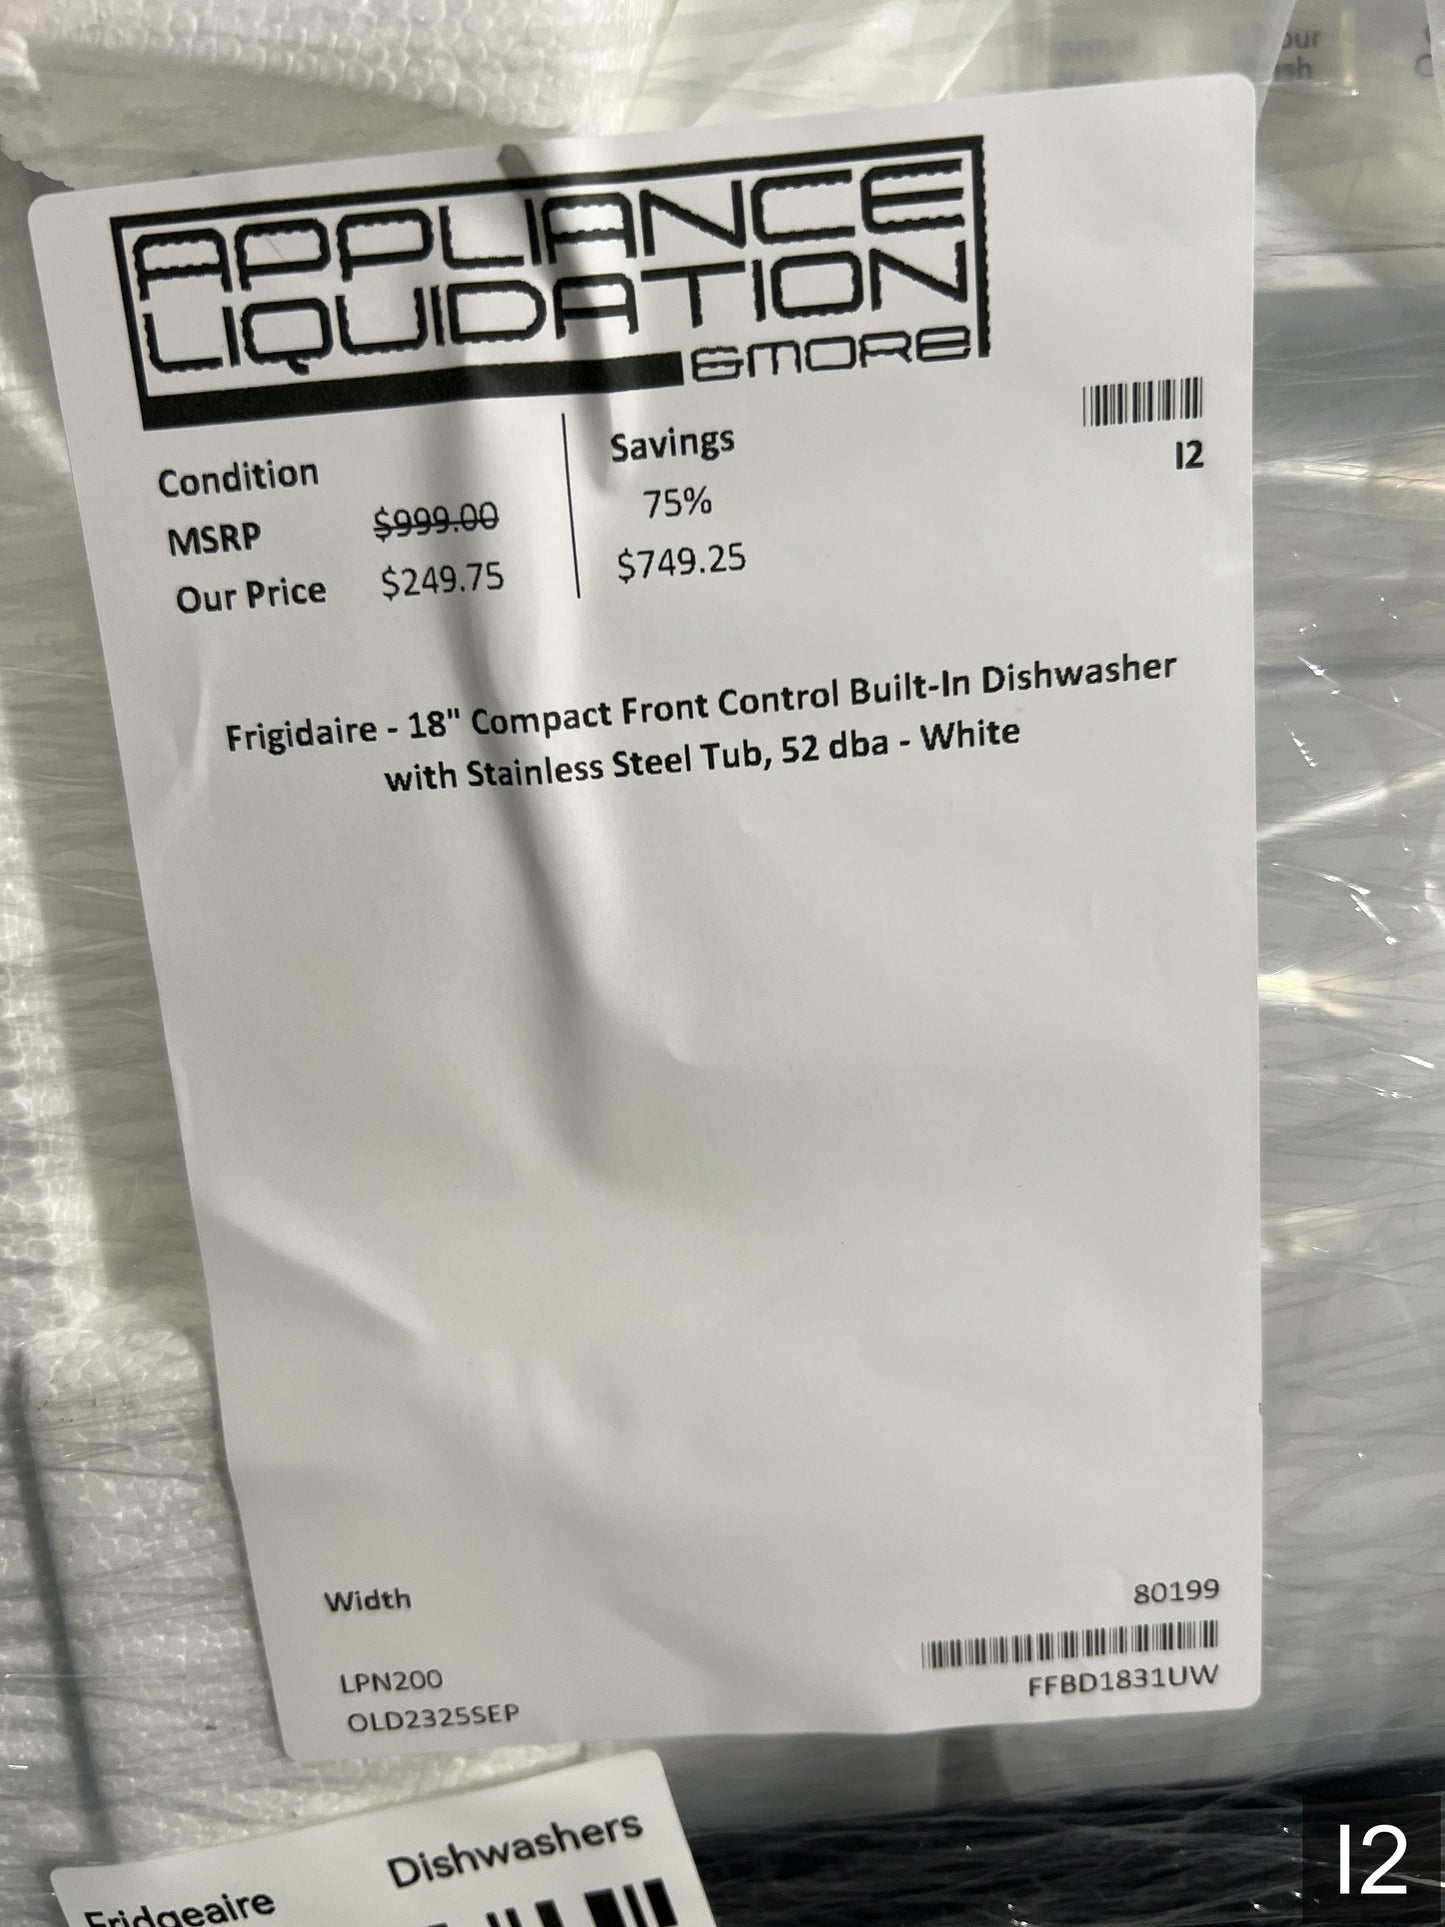 our
ish
APPLIANCE
LIQUIDATION
&MORE
Condition
MSRP $999.00
Our Price $249.75
Savings
75%
$749.25
I2
Frigidaire - 18" Compact Front Control Built-In Dishwasher
with Stainless Steel Tub, 52 dba - White
Width
80199
LPN200
OLD2325SEP
FFBD1831UW
Dishwashers
Fridgeaire
I2